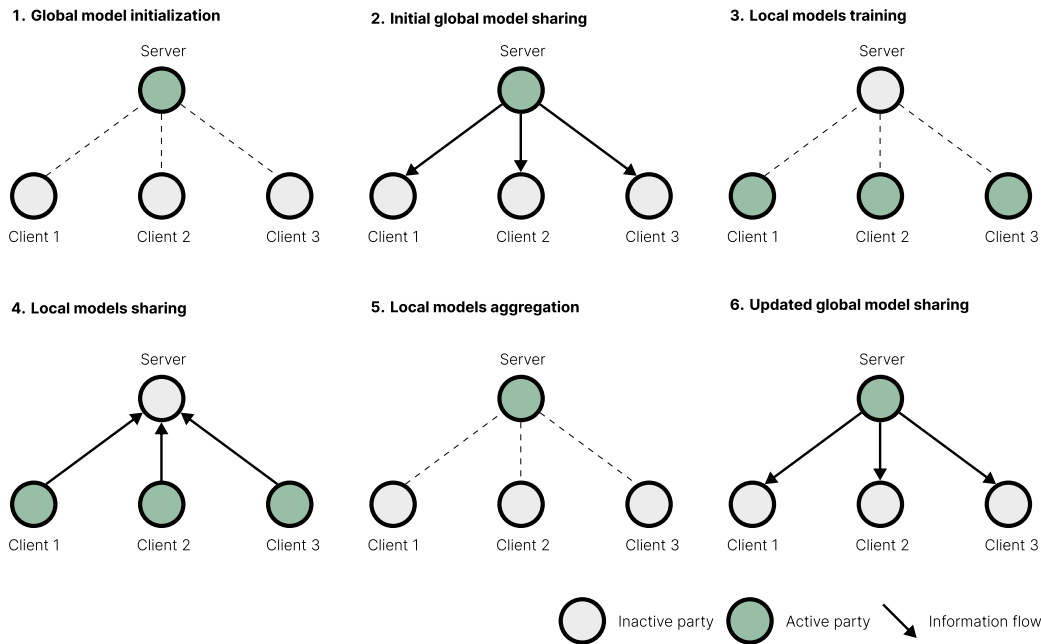 1. Global model initialization
Server
Client 1
Client 2
Client 3
2. Initial global model sharing
Server
Client 1
Client 2
Client 3
3. Local models training
Server
Client 1
Client 2
Client 3
4. Local models sharing
Server
Client 1
Client 2
Client 3
5. Local models aggregation
Server
Client 1
Client 2
Client 3
6. Updated global model sharing
Server
Client 1
Client 2
Client 3
Inactive party
Active party
Information flow